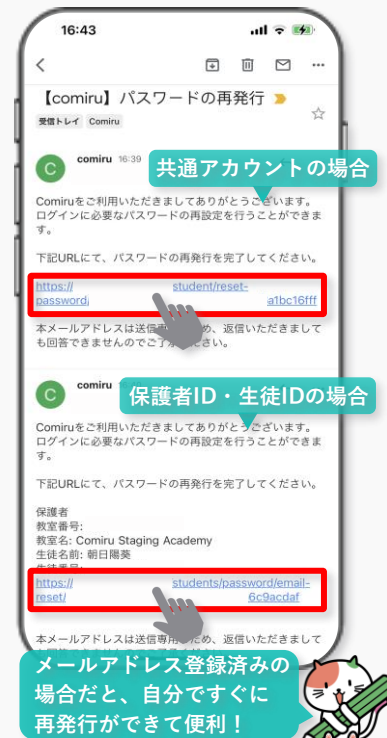 16:43
【comiru】パスワードの再発行
受信トレイ Comiru
C
comiru 16:39
共通アカウントの場合
Comiruをご利用いただきましてありがとうございます。
ログインに必要なパスワードの再設定を行うことができま
す。
下記URLにて、パスワードの再発行を完了してください。
https:// student/reset-
password/ a1bc16fff
本メールアドレスは送信専用のため、返信いただきまして
も回答できませんのでご了承ください。
C
comiru
保護者ID・生徒IDの場合
Comiruをご利用いただきましてありがとうございます。
ログインに必要なパスワードの再設定を行うことができま
す。
下記URLにて、パスワードの再発行を完了してください。
保護者
教室番号:
教室名: Comiru Staging Academy
生徒名前: 朝日陽葵
https:// students/password/email-
reset/ 6c9acdaf
本メールアドレスは送信専用のため、返信いただきまして
メールアドレス登録済みの
場合だと、自分ですぐに
再発行ができて便利！